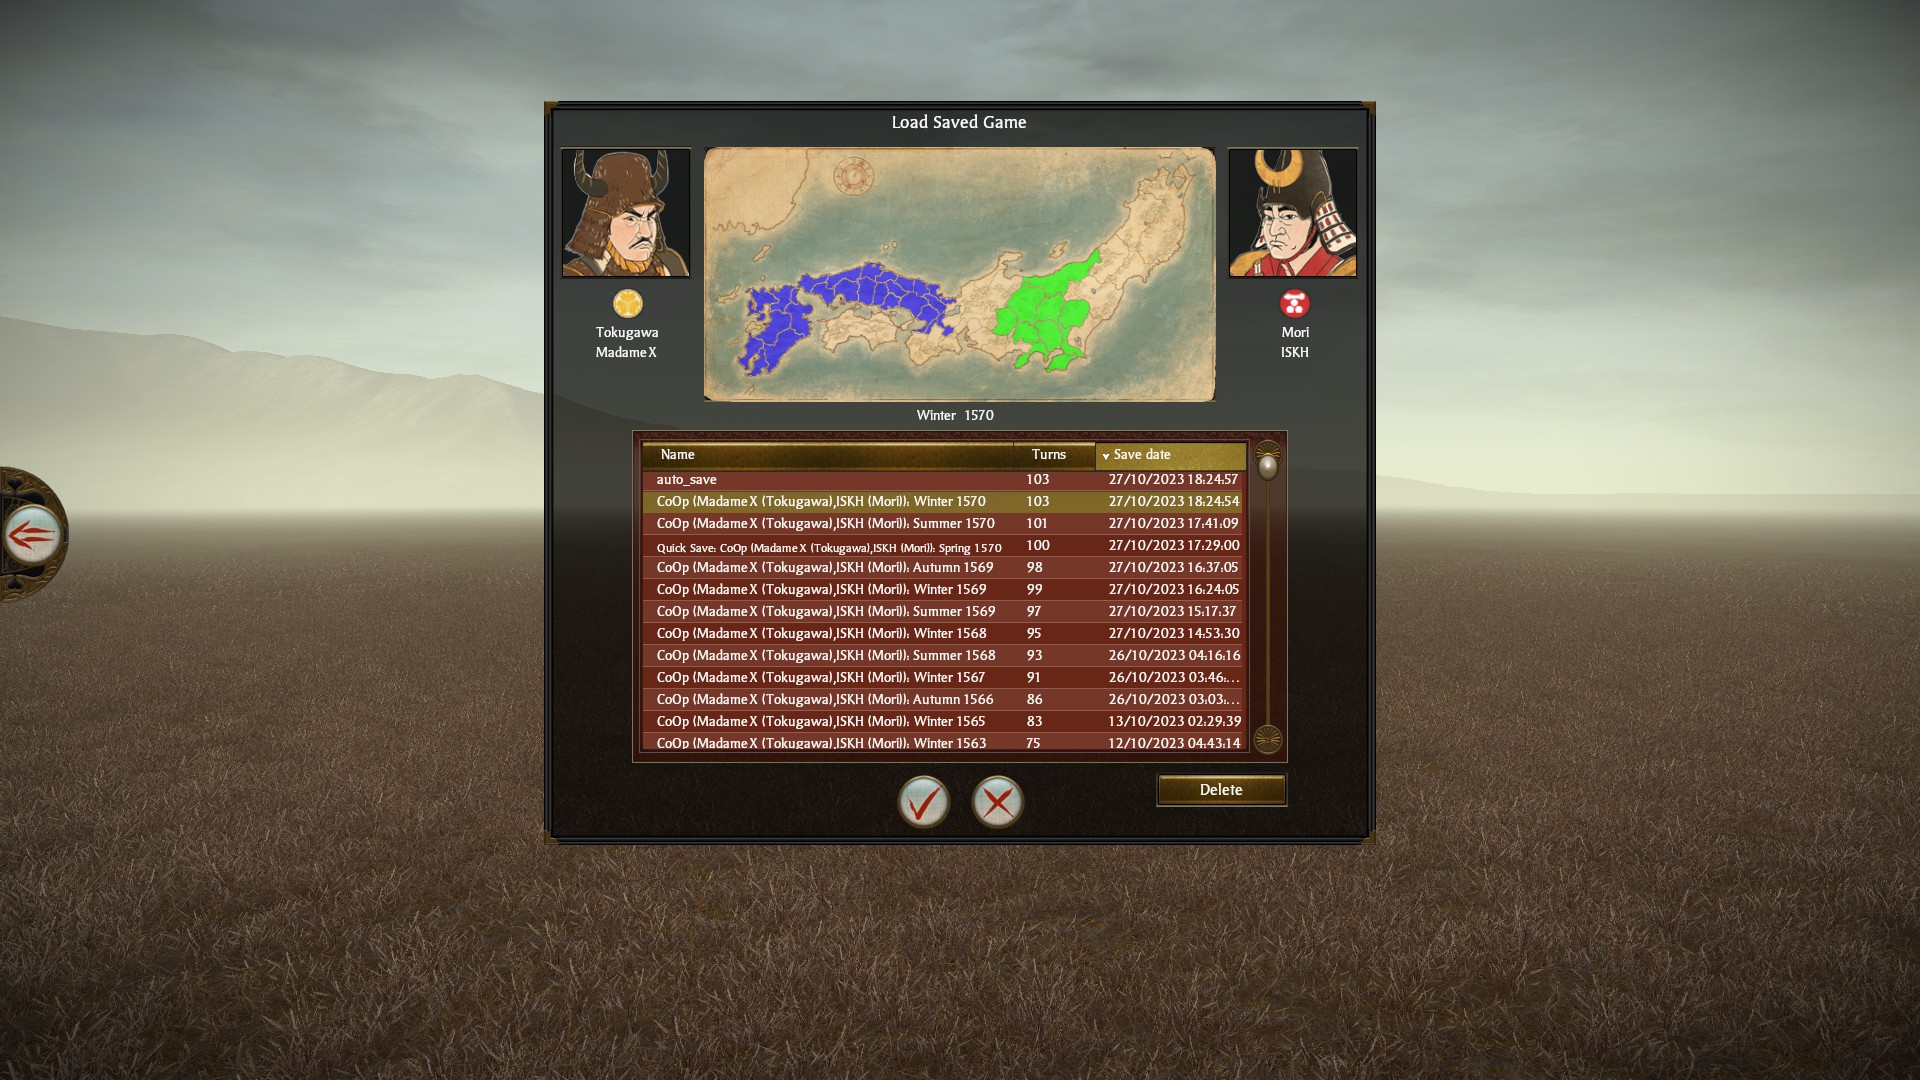 Load Saved Game
Tokugawa
Madame X
Mori
ISKH
Winter 1570
Name Turns Save date
auto_save 103 27/10/2023 18:24:57
CoOp (Madame X (Tokugawa),ISKH (Mori)): Winter 1570 103 27/10/2023 18:24:54
CoOp (Madame X (Tokugawa),ISKH (Mori)): Summer 1570 101 27/10/2023 17:41:09
Quick Save: CoOp (Madame X (Tokugawa),ISKH (Mori)): Spring 1570 100 27/10/2023 17:29:00
CoOp (Madame X (Tokugawa),ISKH (Mori)): Autumn 1569 98 27/10/2023 16:37:05
CoOp (Madame X (Tokugawa),ISKH (Mori)): Winter 1569 99 27/10/2023 16:24:05
CoOp (Madame X (Tokugawa),ISKH (Mori)): Summer 1569 97 27/10/2023 15:17:37
CoOp (Madame X (Tokugawa),ISKH (Mori)): Winter 1568 95 27/10/2023 14:53:30
CoOp (Madame X (Tokugawa),ISKH (Mori)): Summer 1568 93 26/10/2023 04:16:16
CoOp (Madame X (Tokugawa),ISKH (Mori)): Winter 1567 91 26/10/2023 03:46:...
CoOp (Madame X (Tokugawa),ISKH (Mori)): Autumn 1566 86 26/10/2023 03:03:...
CoOp (Madame X (Tokugawa),ISKH (Mori)): Winter 1565 83 13/10/2023 02:29:39
CoOp (Madame X (Tokugawa),ISKH (Mori)): Winter 1563 75 12/10/2023 04:43:14
Delete